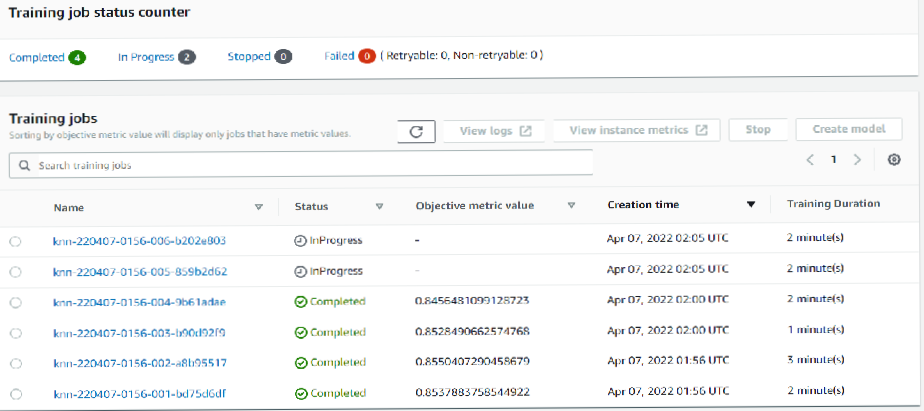 Training job status counter
Completed 4 In Progress 2 Stopped 0 Failed 0 ( Retryable: 0, Non-retryable: 0 )
Training jobs
Sorting by objective metric value will display only jobs that have metric values.
View logs View instance metrics Stop Create model
Search training jobs 1
Name Status Objective metric value Creation time Training Duration
knn-220407-0156-006-b202e803 InProgress - Apr 07, 2022 02:05 UTC 2 minute(s)
knn-220407-0156-005-859b2d62 InProgress - Apr 07, 2022 02:05 UTC 2 minute(s)
knn-220407-0156-004-9b61adae Completed 0.8456481099128723 Apr 07, 2022 02:00 UTC 2 minute(s)
knn-220407-0156-003-b90d92f9 Completed 0.8528490662574768 Apr 07, 2022 02:00 UTC 1 minute(s)
knn-220407-0156-002-a8b95517 Completed 0.8550407290458679 Apr 07, 2022 01:56 UTC 3 minute(s)
knn-220407-0156-001-bd75d6df Completed 0.8537883758544922 Apr 07, 2022 01:56 UTC 2 minute(s)